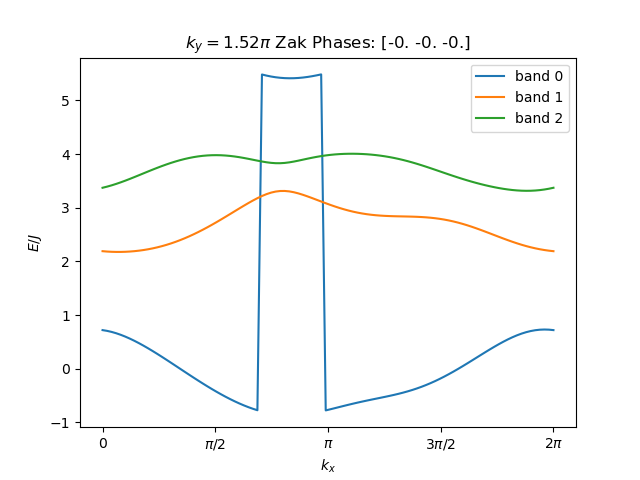 k_y = 1.52π Zak Phases: [-0. -0. -0.]
band 0
band 1
band 2
E/J
5
4
3
2
1
0
−1
0 π/2 π 3π/2 2π
k_x